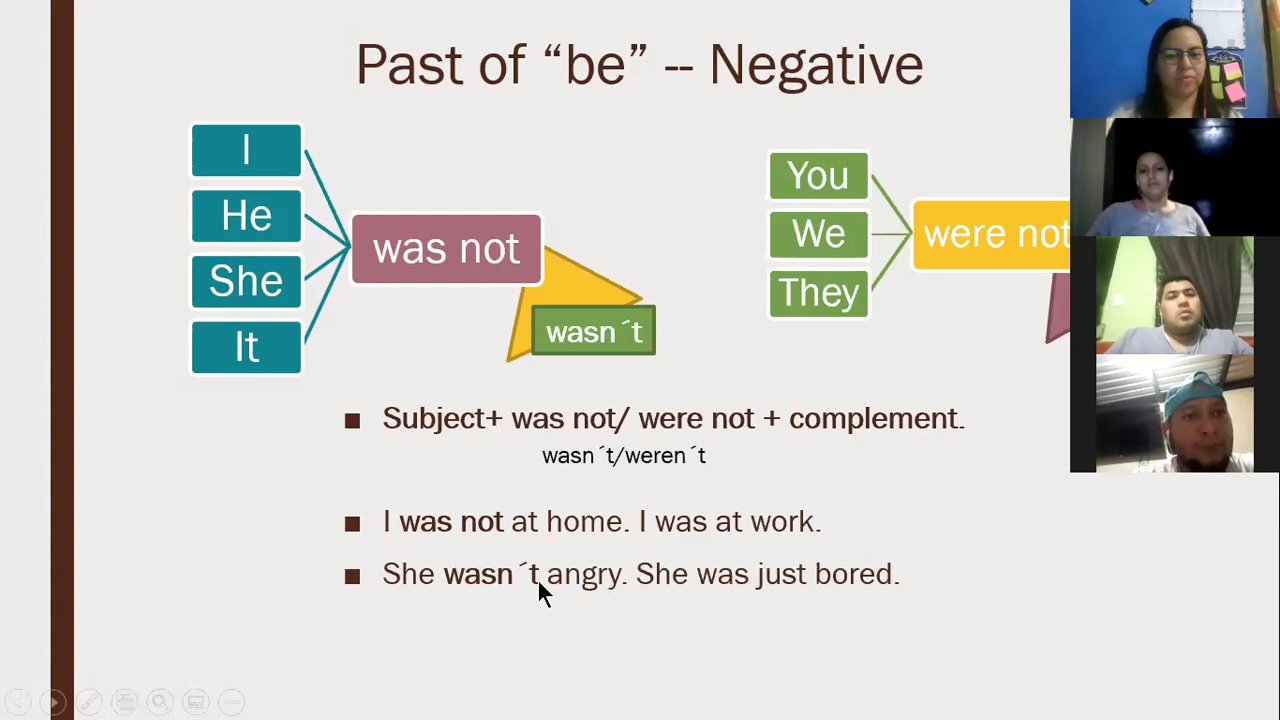 Past of “be” -- Negative
I
He
She
It
was not
wasn´t
You
We
They
were not
Subject+ was not/ were not + complement.
wasn´t/weren´t
I was not at home. I was at work.
She wasn´t angry. She was just bored.